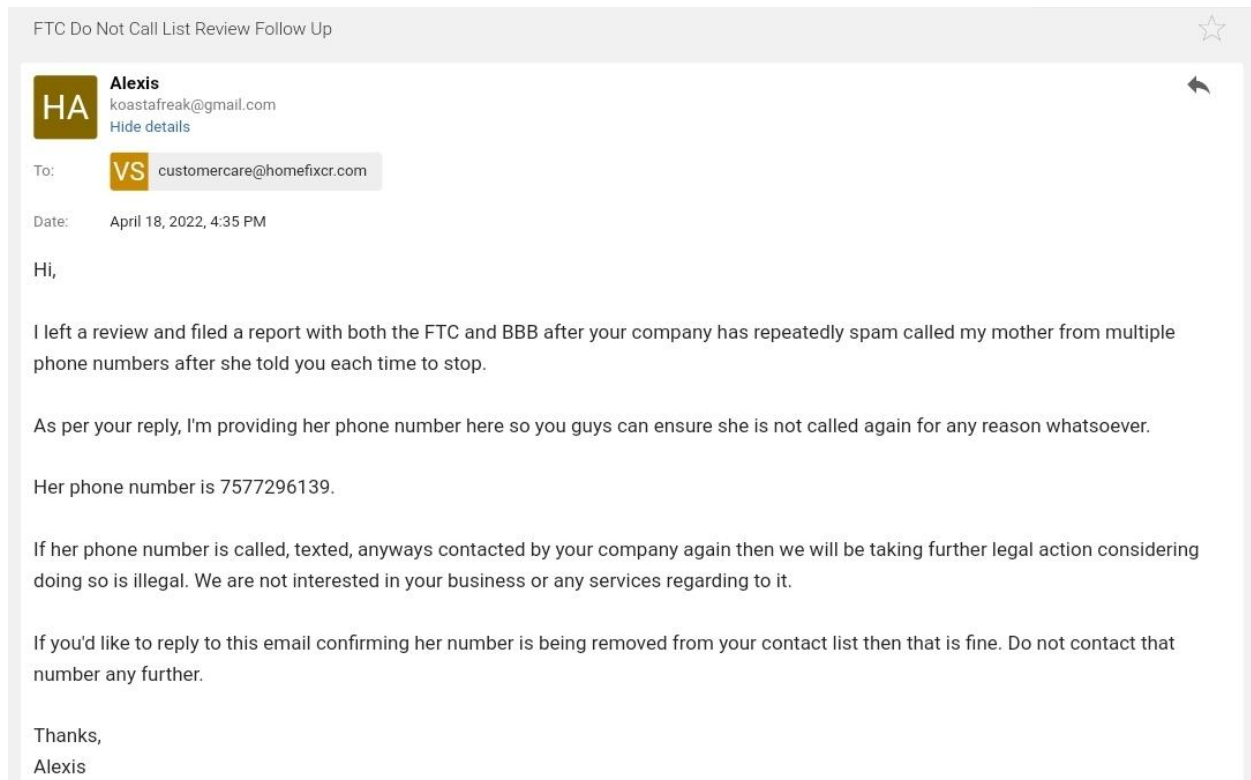 FTC Do Not Call List Review Follow Up
HA
Alexis
koastafreak@gmail.com
Hide details
To:
VS
customercare@homefixcr.com
Date:
April 18, 2022, 4:35 PM
Hi,
I left a review and filed a report with both the FTC and BBB after your company has repeatedly spam called my mother from multiple
phone numbers after she told you each time to stop.
As per your reply, I'm providing her phone number here so you guys can ensure she is not called again for any reason whatsoever.
Her phone number is 7577296139.
If her phone number is called, texted, anyways contacted by your company again then we will be taking further legal action considering
doing so is illegal. We are not interested in your business or any services regarding to it.
If you'd like to reply to this email confirming her number is being removed from your contact list then that is fine. Do not contact that
number any further.
Thanks,
Alexis